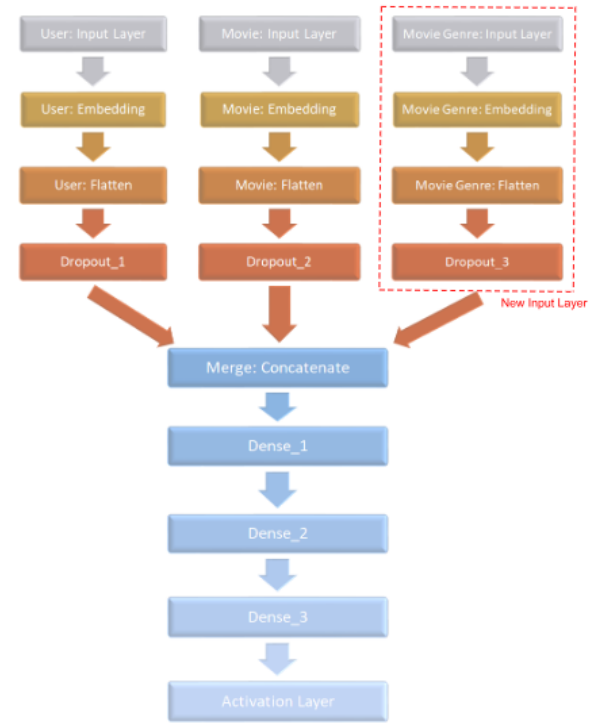 User: Input Layer
Movie: Input Layer
Movie Genre: Input Layer
User: Embedding
Movie: Embedding
Movie Genre: Embedding
User: Flatten
Movie: Flatten
Movie Genre: Flatten
Dropout_1
Dropout_2
Dropout_3
New Input Layer
Merge: Concatenate
Dense_1
Dense_2
Dense_3
Activation Layer